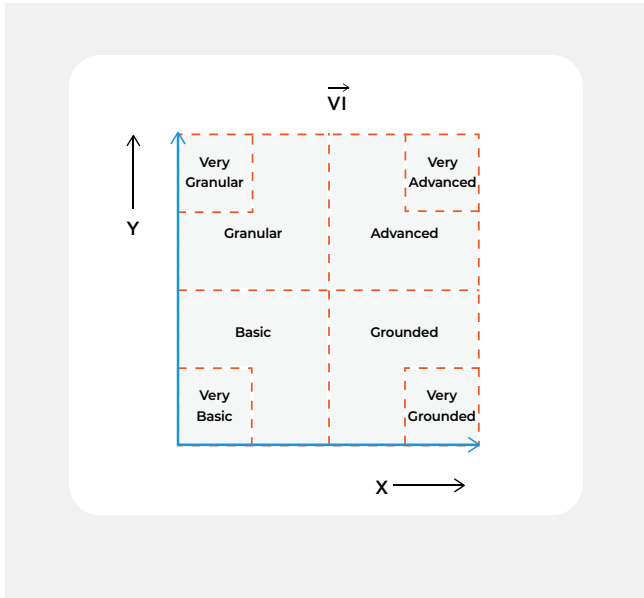 VI
Very
Granular
Very
Advanced
Y
Granular
Advanced
Basic
Grounded
Very
Basic
Very
Grounded
X